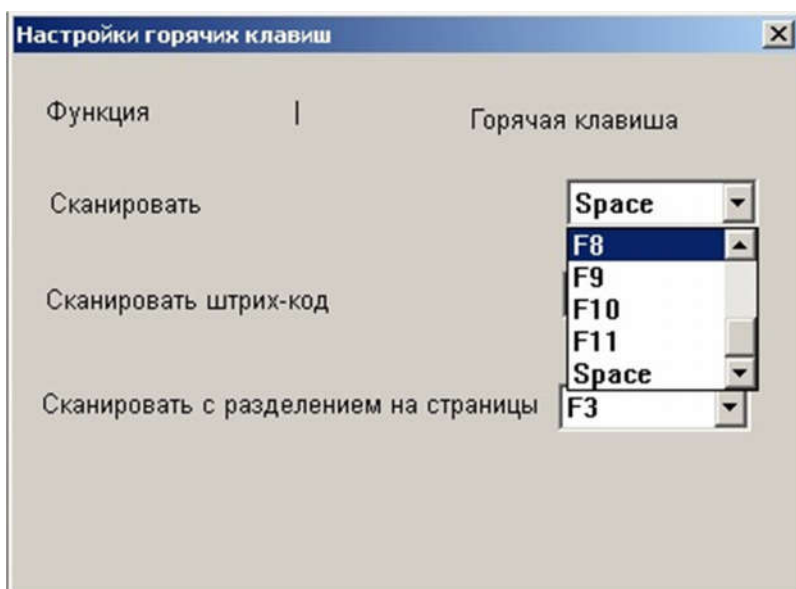 Настройки горячих клавиш
Функция | Горячая клавиша
Сканировать Space
F8
F9
Сканировать штрих-код
F10
F11
Space
Сканировать с разделением на страницы F3